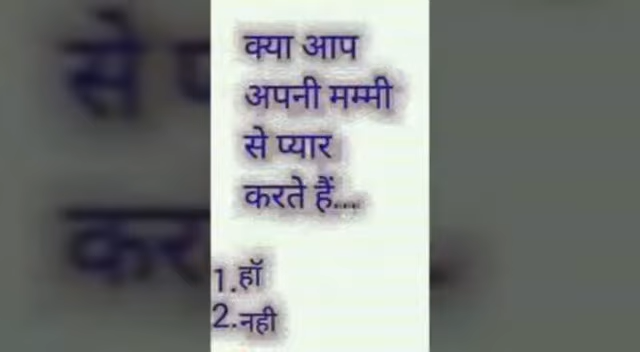 क्या आप
अपनी मम्मी
से प्यार
करते हैं....
1.हॉ
2.नही